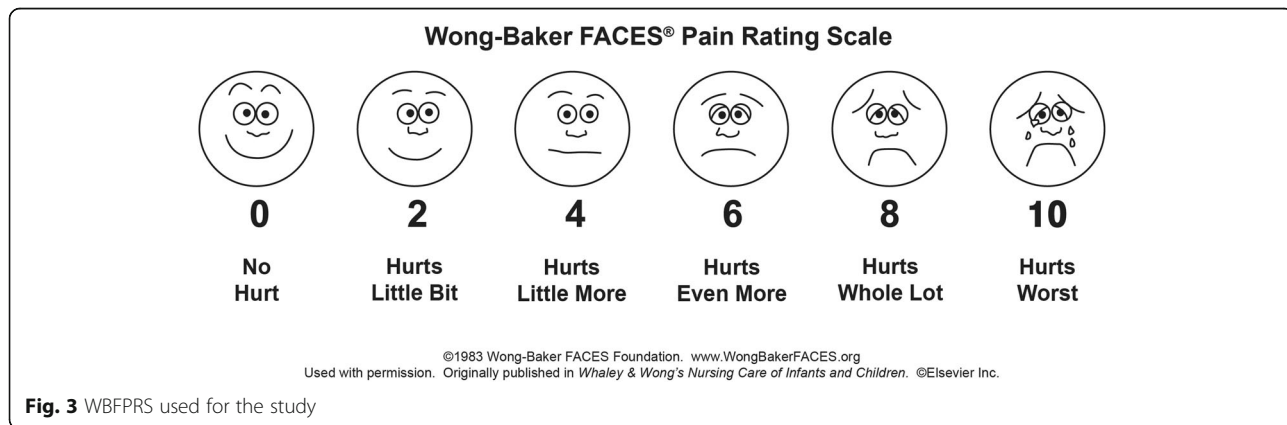 Wong-Baker FACES® Pain Rating Scale
0 2 4 6 8 10
No Hurts Hurts Hurts Hurts Hurts
Hurt Little Bit Little More Even More Whole Lot Worst
©1983 Wong-Baker FACES Foundation. www.WongBakerFACES.org
Used with permission. Originally published in Whaley & Wong's Nursing Care of Infants and Children. ©Elsevier Inc.
Fig. 3 WBFPRS used for the study